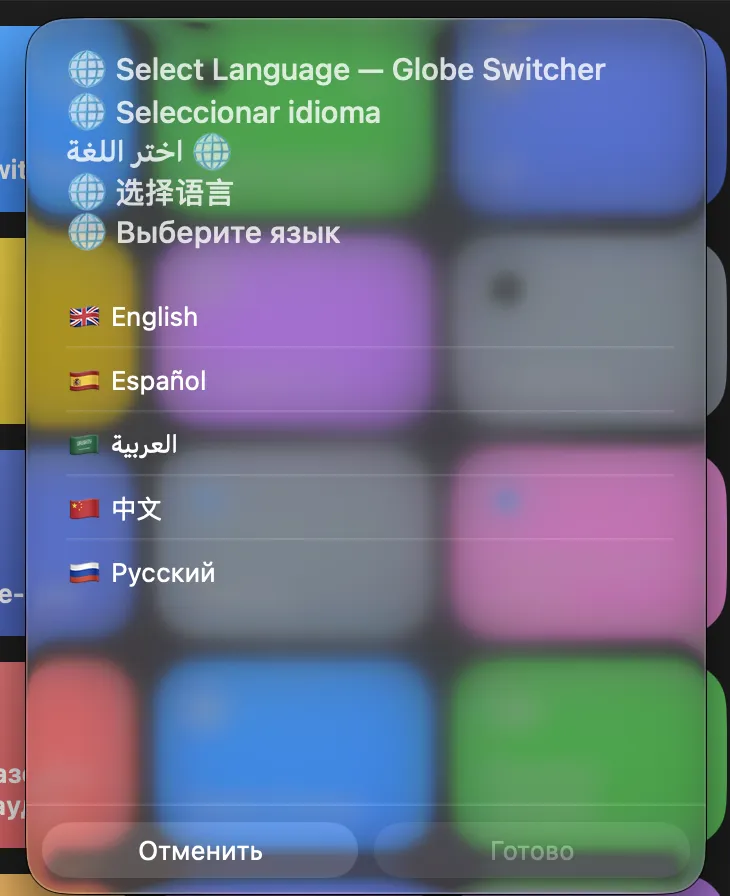 🌐 Select Language — Globe Switcher
🌐 Seleccionar idioma
اختر اللغة 🌐
🌐 选择语言
🌐 Выберите язык
🇬🇧 English
🇪🇸 Español
🇸🇦 العربية
🇨🇳 中文
🇷🇺 Русский
Отменить
Готово